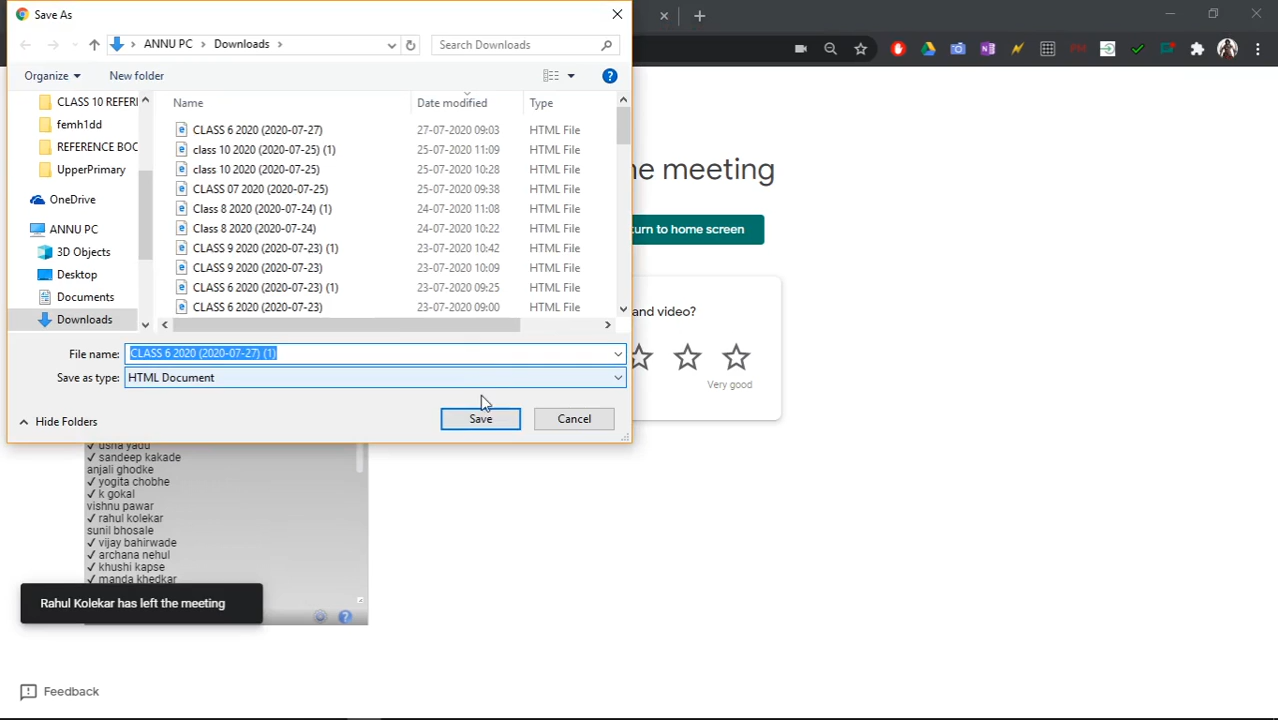 Save As
ANNU PC
Downloads
Search Downloads
Organize
New folder
Name
Date modified
Type
CLASS 10 REFERI
femh1dd
REFERENCE BOC
UpperPrimary
OneDrive
ANNU PC
3D Objects
Desktop
Documents
Downloads
CLASS 6 2020 (2020-07-27) 27-07-2020 09:03 HTML File
class 10 2020 (2020-07-25) (1) 25-07-2020 11:09 HTML File
class 10 2020 (2020-07-25) 25-07-2020 10:28 HTML File
CLASS 07 2020 (2020-07-25) 25-07-2020 09:38 HTML File
Class 8 2020 (2020-07-24) (1) 24-07-2020 11:08 HTML File
Class 8 2020 (2020-07-24) 24-07-2020 10:22 HTML File
CLASS 9 2020 (2020-07-23) (1) 23-07-2020 10:42 HTML File
CLASS 9 2020 (2020-07-23) 23-07-2020 10:09 HTML File
CLASS 6 2020 (2020-07-23) (1) 23-07-2020 09:25 HTML File
CLASS 6 2020 (2020-07-23) 23-07-2020 09:00 HTML File
File name: CLASS 6 2020 (2020-07-27) (1)
Save as type: HTML Document
Hide Folders
Save
Cancel
ne meeting
urn to home screen
and video?
Very good
✓ usha yadu
✓ sandeep kakade
anjali ghodke
✓ yogita chobhe
✓ k gokal
vishnu pawar
✓ rahul kolekar
sunil bhosale
✓ vijay bahirwade
✓ archana nehul
✓ khushi kapse
✓ manda khedkar
Rahul Kolekar has left the meeting
Feedback